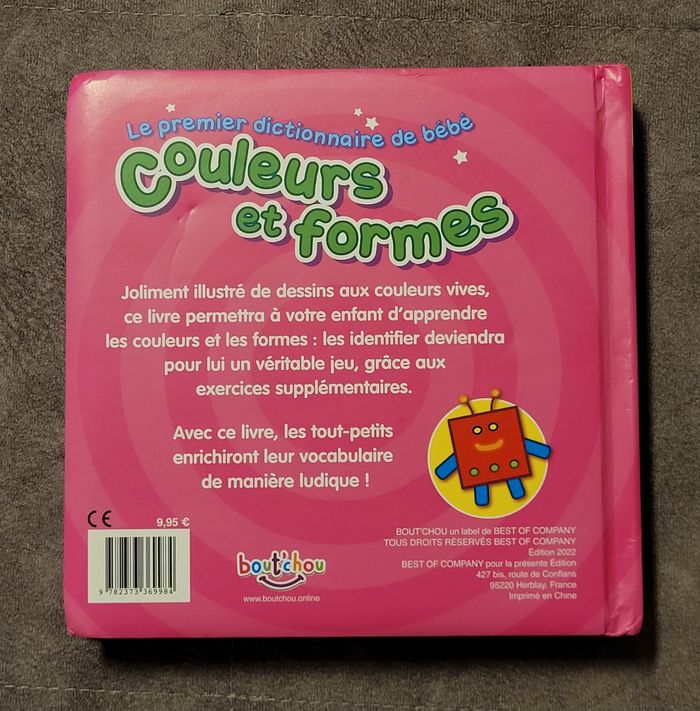 Le premier dictionnaire de bébé
Couleurs
et formes
Joliment illustré de dessins aux couleurs vives,
ce livre permettra à votre enfant d'apprendre
les couleurs et les formes : les identifier deviendra
pour lui un véritable jeu, grâce aux
exercices supplémentaires.
Avec ce livre, les tout-petits
enrichiront leur vocabulaire
de manière ludique !
CE
9,95 €
9 782373 369984
bout'chou
www.boutchou.online
BOUT'CHOU un label de BEST OF COMPANY
TOUS DROITS RÉSERVÉS BEST OF COMPANY
Édition 2022
BEST OF COMPANY pour la présente Édition
427 bis, route de Conflans
95220 Herblay, France
Imprimé en Chine